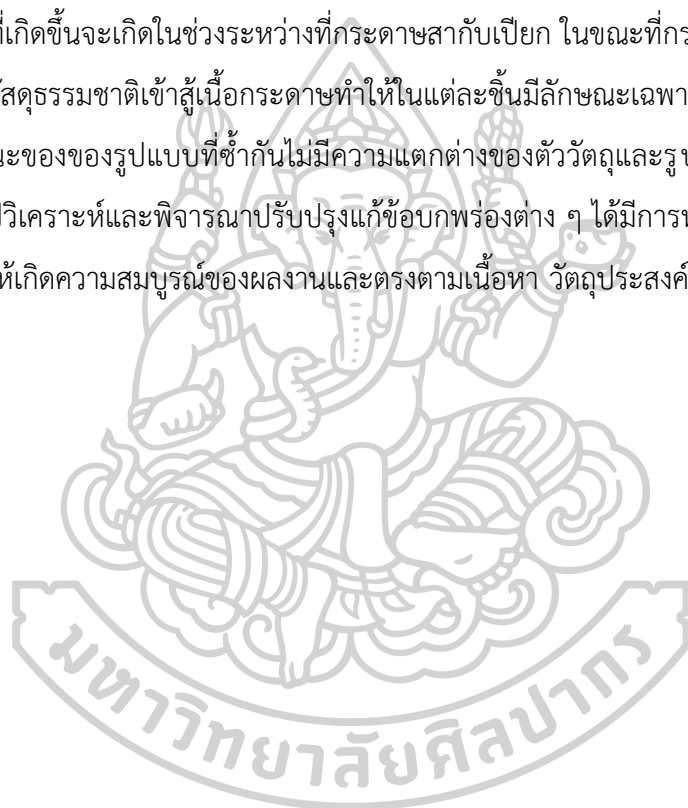 ที่เกิดขึ้นจะเกิดในช่วงระหว่างที่กระดาษสากับเปียก ในขณะที่กร
วัสดุธรรมชาติเข้าสู้เนื้อกระดาษทำให้ในแต่ละชิ้นมีลักษณะเฉพา
ณะของของรูปแบบที่ซ้ำกันไม่มีความแตกต่างของตัววัตถุและรูป
ปวิเคราะห์และพิจารณาปรับปรุงแก้ข้อบกพร่องต่าง ๆ ได้มีการท
ห้เกิดความสมบูรณ์ของผลงานและตรงตามเนื้อหา วัตถุประสงค์
มหาวิทยาลัยศิลปากร